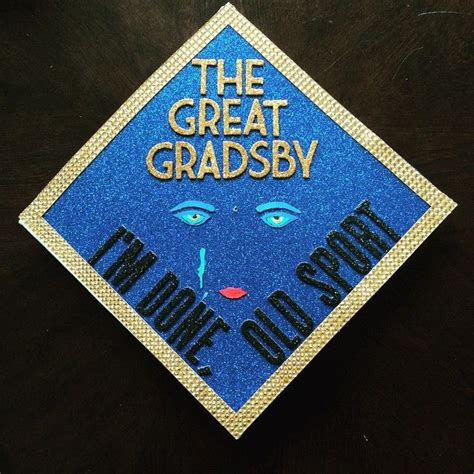 THE
GREAT
GRADSBY
I'M DONE,
OLD SPORT